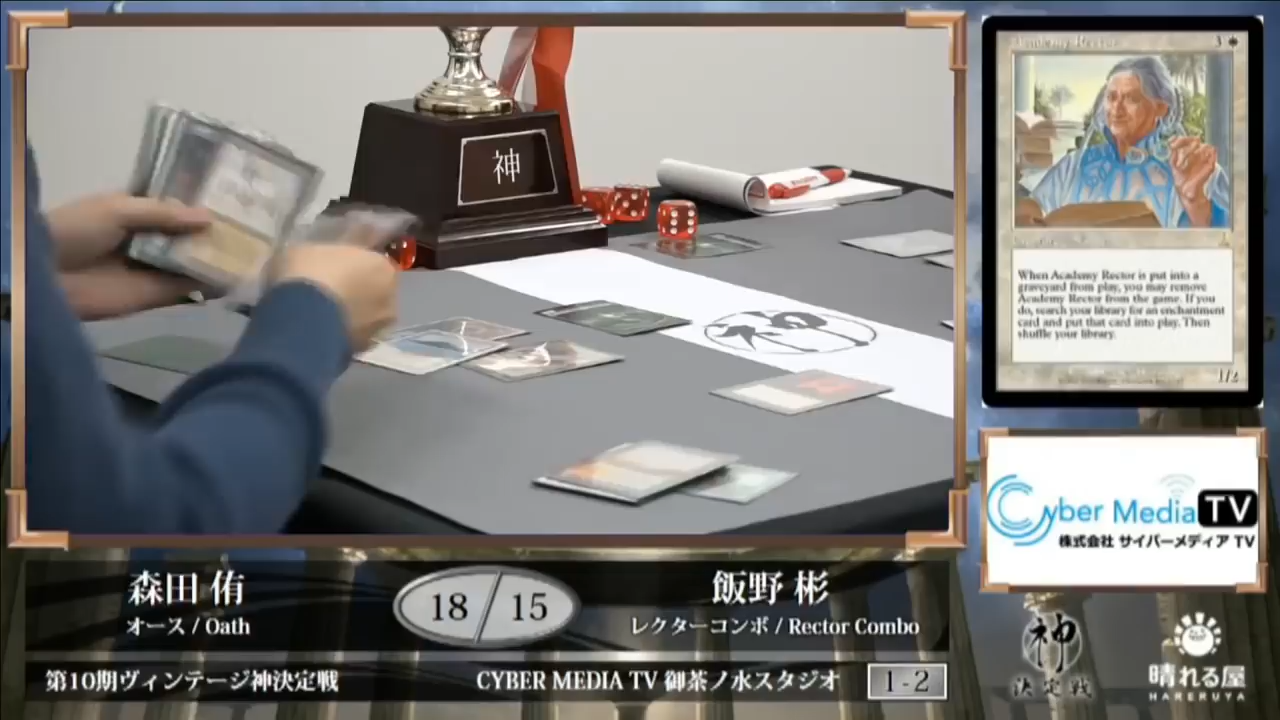 神
Academy Rector 3
When Academy Rector is put into a
graveyard from play, you may remove
Academy Rector from the game. If you
do, search your library for an enchantment
card and put that card into play. Then
shuffle your library.
1/2
Cyber Media TV
株式会社 サイバーメディア TV
森田 侑
オース / Oath
18 / 15
飯野 彬
レクターコンボ / Rector Combo
第10期ヴィンテージ神決定戦
CYBER MEDIA TV 御茶ノ水スタジオ
1-2
神
決定戦
晴れる屋
HARERUYA